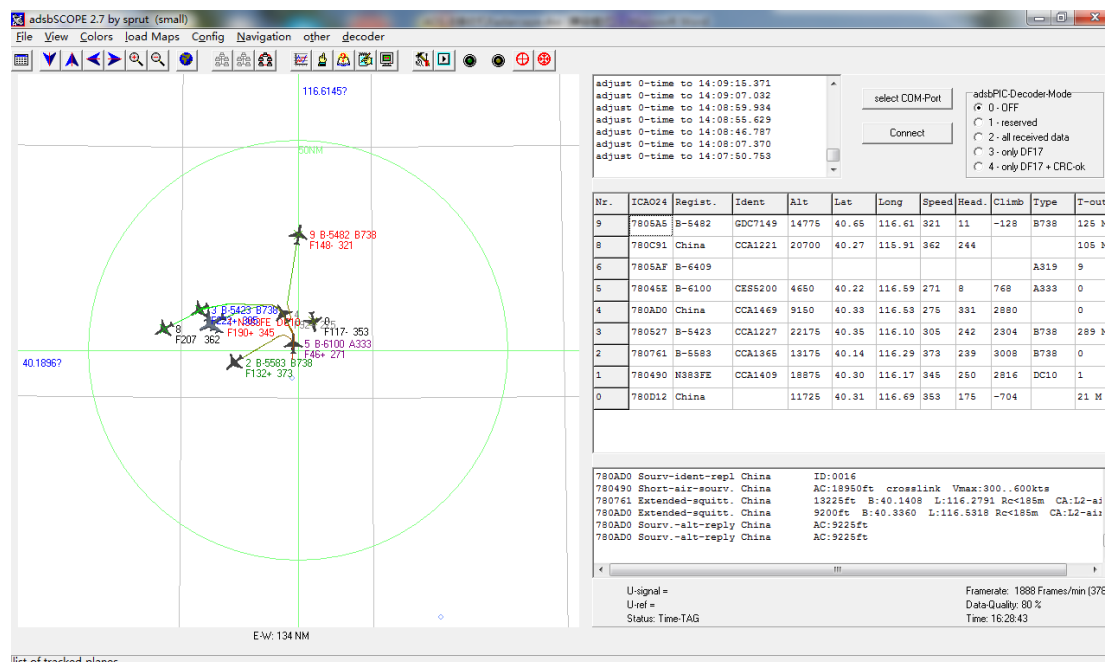 adsbSCOPE 2.7 by sprut (small)
File View Colors load Maps Config Navigation other decoder
116.6145?
50NM
9 B-5482 B738
F148- 321
3 B-5423 B738
F190+ 345
8
F207 362
F117- 353
5 B-6100 A333
F46+ 271
2 B-5583 B738
F132+ 373
40.1896?
E-W: 134 NM
adjust 0-time to 14:09:15.371
adjust 0-time to 14:09:07.032
adjust 0-time to 14:08:59.934
adjust 0-time to 14:08:55.629
adjust 0-time to 14:08:46.787
adjust 0-time to 14:08:07.370
adjust 0-time to 14:07:50.753
select COM-Port
Connect
adsbPIC-Decoder-Mode
0 - OFF
1 - reserved
2 - all received data
3 - only DF17
4 - only DF17 + CRC-ok
Nr. ICAO24 Regist. Ident Alt Lat Long Speed Head. Climb Type T-out
9 7805A5 B-5482 GDC7149 14775 40.65 116.61 321 11 -128 B738 125 M
8 780C91 China CCA1221 20700 40.27 115.91 362 244 105 M
6 7805AF B-6409 A319 9
5 78045E B-6100 CES5200 4650 40.22 116.59 271 8 768 A333 0
4 780AD0 China CCA1469 9150 40.33 116.53 275 331 2880 0
3 780527 B-5423 CCA1227 22175 40.35 116.10 305 242 2304 B738 289 M
2 780761 B-5583 CCA1365 13175 40.14 116.29 373 239 3008 B738 0
1 780490 N383FE CCA1409 18875 40.30 116.17 345 250 2816 DC10 1
0 780D12 China 11725 40.31 116.69 353 175 -704 21 M
780AD0 Sourv-ident-repl China ID:0016
780490 Short-air-sourv. China AC:18950ft crosslink Vmax:300..600kts
780761 Extended-squitt. China 13225ft B:40.1408 L:116.2791 Rc<185m CA:L2-ai
780AD0 Extended-squitt. China 9200ft B:40.3360 L:116.5318 Rc<185m CA:L2-ai
780AD0 Sourv.-alt-reply China AC:9225ft
780AD0 Sourv.-alt-reply China AC:9225ft
U-signal =
U-ref =
Status: Time-TAG
Framerate: 1888 Frames/min (378
Data-Quality: 80 %
Time: 16:28:43
list of tracked planes